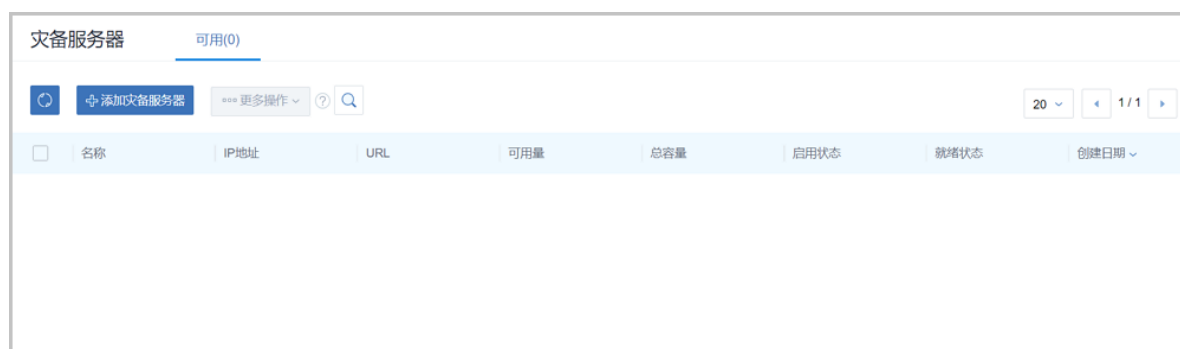 灾备服务器 可用(0)
添加灾备服务器 更多操作 ? 20 1 / 1
名称 IP地址 URL 可用量 总容量 启用状态 就绪状态 创建日期